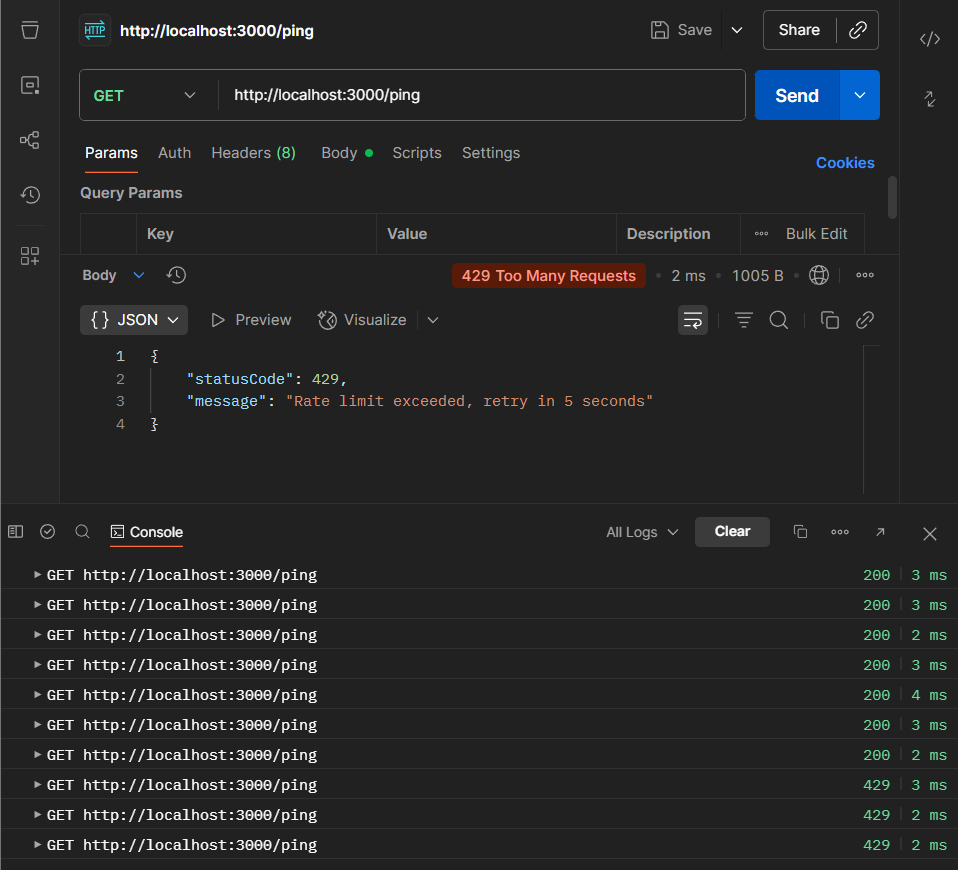 HTTP http://localhost:3000/ping Save Share
GET http://localhost:3000/ping Send
Params Auth Headers (8) Body Scripts Settings Cookies
Query Params
Key Value Description Bulk Edit
Body 429 Too Many Requests 2 ms 1005 B
{} JSON Preview Visualize
1 {
2 "statusCode": 429,
3 "message": "Rate limit exceeded, retry in 5 seconds"
4 }
Console All Logs Clear
GET http://localhost:3000/ping 200 3 ms
GET http://localhost:3000/ping 200 3 ms
GET http://localhost:3000/ping 200 2 ms
GET http://localhost:3000/ping 200 3 ms
GET http://localhost:3000/ping 200 4 ms
GET http://localhost:3000/ping 200 3 ms
GET http://localhost:3000/ping 200 2 ms
GET http://localhost:3000/ping 429 3 ms
GET http://localhost:3000/ping 429 2 ms
GET http://localhost:3000/ping 429 2 ms